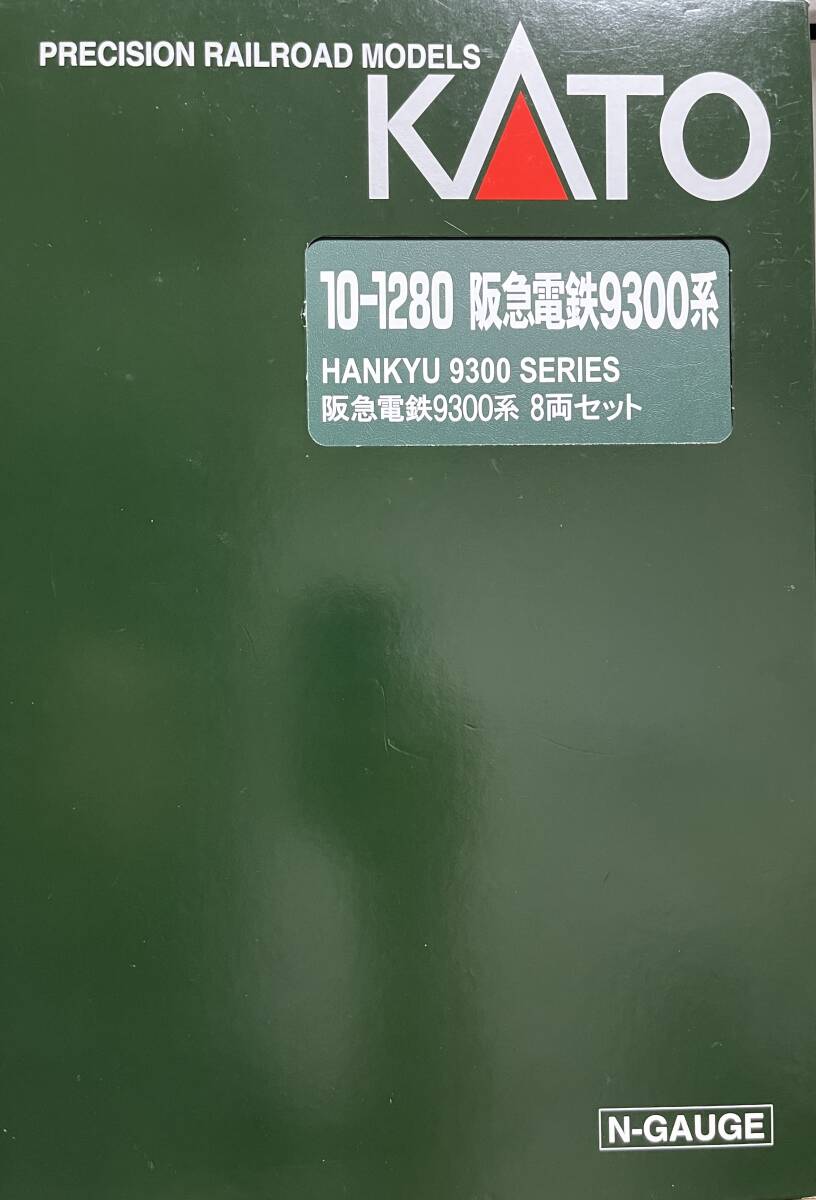 PRECISION RAILROAD MODELS
KATO
10-1280 阪急電鉄9300系
HANKYU 9300 SERIES
阪急電鉄9300系 8両セット
N-GAUGE